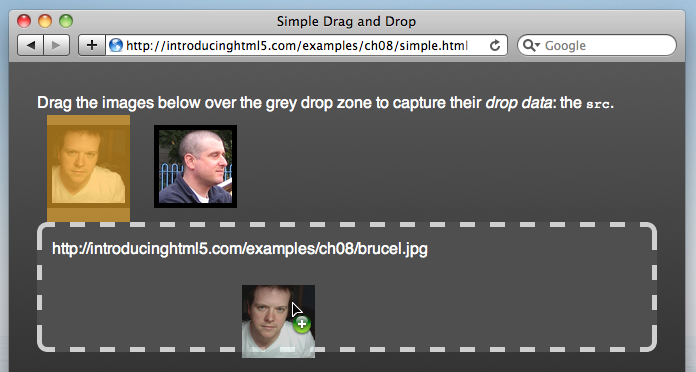 Simple Drag and Drop
http://introducinghtml5.com/examples/ch08/simple.html
Google
Drag the images below over the grey drop zone to capture their drop data: the src.
http://introducinghtml5.com/examples/ch08/brucel.jpg